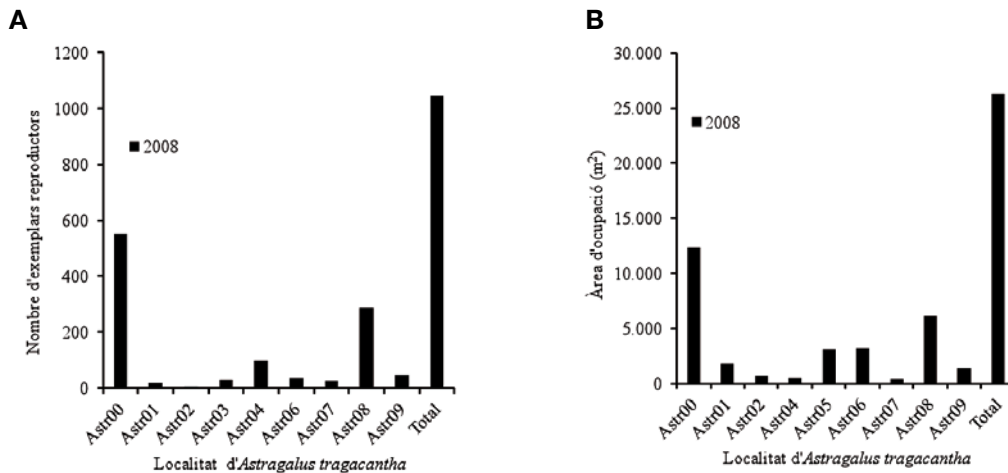 A
1200
1000
800
600
400
200
0
Nombre d'exemplars reproductors
2008
Astr00
Astr01
Astr02
Astr03
Astr04
Astr06
Astr07
Astr08
Astr09
Total
Localitat d'Astragalus tragacantha
B
30.000
25.000
20.000
15.000
10.000
5.000
0
Àrea d'ocupació (m²)
2008
Astr00
Astr01
Astr02
Astr04
Astr05
Astr06
Astr07
Astr08
Astr09
Total
Localitat d'Astragalus tragacantha